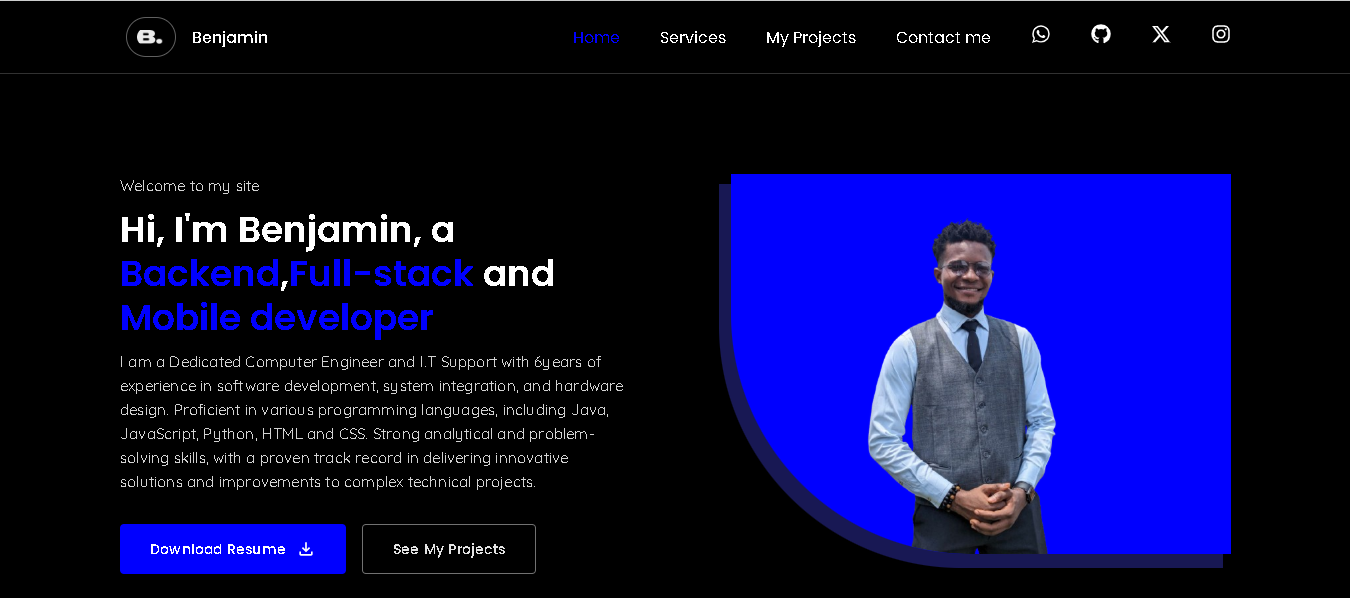 B. Benjamin Home Services My Projects Contact me
Welcome to my site
Hi, I'm Benjamin, a
Backend,Full-stack and
Mobile developer
I am a Dedicated Computer Engineer and I.T Support with 6years of
experience in software development, system integration, and hardware
design. Proficient in various programming languages, including Java,
JavaScript, Python, HTML and CSS. Strong analytical and problem-
solving skills, with a proven track record in delivering innovative
solutions and improvements to complex technical projects.
Download Resume See My Projects